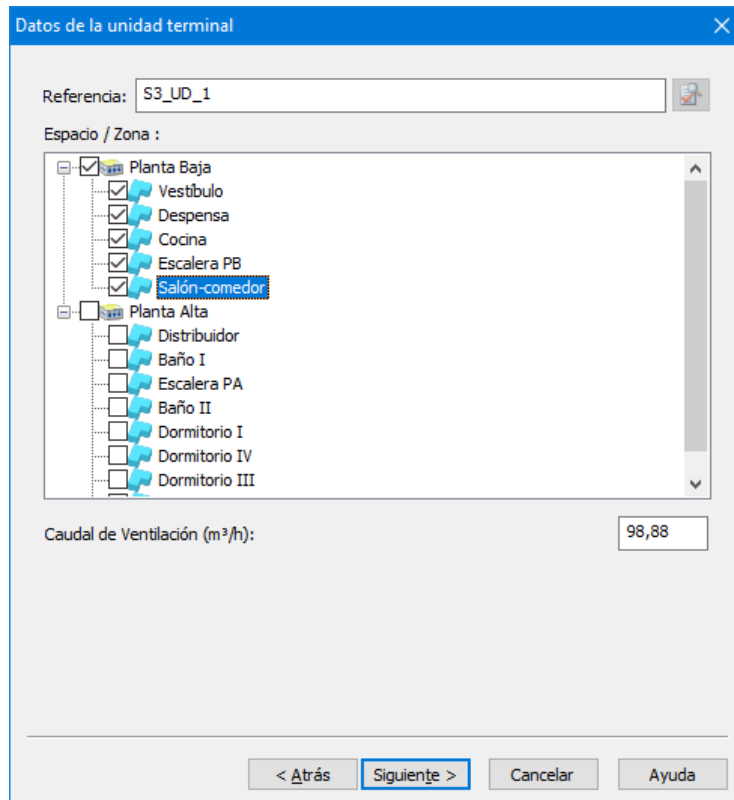 Datos de la unidad terminal
Referencia: S3_UD_1
Espacio / Zona :
Planta Baja
Vestíbulo
Despensa
Cocina
Escalera PB
Salón-comedor
Planta Alta
Distribuidor
Baño I
Escalera PA
Baño II
Dormitorio I
Dormitorio IV
Dormitorio III
Caudal de Ventilación (m³/h): 98,88
< Atrás Siguiente > Cancelar Ayuda